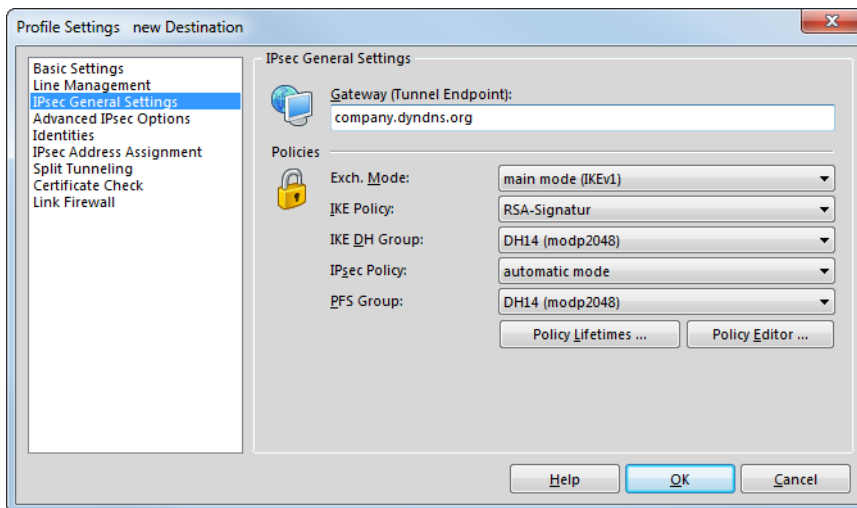 Profile Settings new Destination
Basic Settings
Line Management
IPsec General Settings
Advanced IPsec Options
Identities
IPsec Address Assignment
Split Tunneling
Certificate Check
Link Firewall
IPsec General Settings
Gateway (Tunnel Endpoint):
company.dyndns.org
Policies
Exch. Mode: main mode (IKEv1)
IKE Policy: RSA-Signatur
IKE DH Group: DH14 (modp2048)
IPsec Policy: automatic mode
PFS Group: DH14 (modp2048)
Policy Lifetimes ... Policy Editor ...
Help OK Cancel